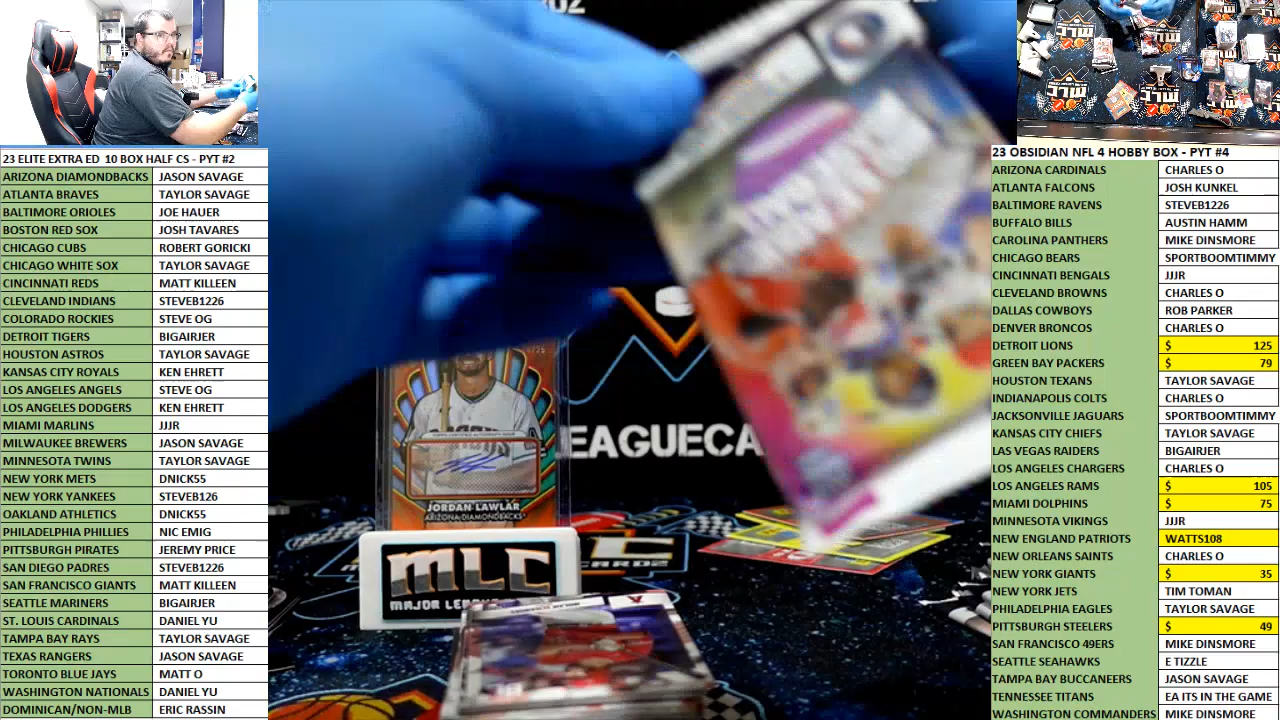 23 ELITE EXTRA ED 10 BOX HALF CS - PYT #2
ARIZONA DIAMONDBACKS JASON SAVAGE
ATLANTA BRAVES TAYLOR SAVAGE
BALTIMORE ORIOLES JOE HAUER
BOSTON RED SOX JOSH TAVARES
CHICAGO CUBS ROBERT GORICKI
CHICAGO WHITE SOX TAYLOR SAVAGE
CINCINNATI REDS MATT KILLEEN
CLEVELAND INDIANS STEVEB1226
COLORADO ROCKIES STEVE OG
DETROIT TIGERS BIGAIRJER
HOUSTON ASTROS TAYLOR SAVAGE
KANSAS CITY ROYALS KEN EHRETT
LOS ANGELES ANGELS STEVE OG
LOS ANGELES DODGERS KEN EHRETT
MIAMI MARLINS JJJR
MILWAUKEE BREWERS JASON SAVAGE
MINNESOTA TWINS TAYLOR SAVAGE
NEW YORK METS DNICK55
NEW YORK YANKEES STEVEB126
OAKLAND ATHLETICS DNICK55
PHILADELPHIA PHILLIES NIC EMIG
PITTSBURGH PIRATES JEREMY PRICE
SAN DIEGO PADRES STEVEB1226
SAN FRANCISCO GIANTS MATT KILLEEN
SEATTLE MARINERS BIGAIRJER
ST. LOUIS CARDINALS DANIEL YU
TAMPA BAY RAYS TAYLOR SAVAGE
TEXAS RANGERS JASON SAVAGE
TORONTO BLUE JAYS MATT O
WASHINGTON NATIONALS DANIEL YU
DOMINICAN/NON-MLB ERIC RASSIN
EAGUECA
JORDAN LAWLAR
ARIZONA DIAMONDBACKS
MLC
MAJOR LE
CARDZ
23 OBSIDIAN NFL 4 HOBBY BOX - PYT #4
ARIZONA CARDINALS CHARLES O
ATLANTA FALCONS JOSH KUNKEL
BALTIMORE RAVENS STEVEB1226
BUFFALO BILLS AUSTIN HAMM
CAROLINA PANTHERS MIKE DINSMORE
CHICAGO BEARS SPORTBOOMTIMMY
CINCINNATI BENGALS JJJR
CLEVELAND BROWNS CHARLES O
DALLAS COWBOYS ROB PARKER
DENVER BRONCOS CHARLES O
DETROIT LIONS $ 125
GREEN BAY PACKERS $ 79
HOUSTON TEXANS TAYLOR SAVAGE
INDIANAPOLIS COLTS CHARLES O
JACKSONVILLE JAGUARS SPORTBOOMTIMMY
KANSAS CITY CHIEFS TAYLOR SAVAGE
LAS VEGAS RAIDERS BIGAIRJER
LOS ANGELES CHARGERS CHARLES O
LOS ANGELES RAMS $ 105
MIAMI DOLPHINS $ 75
MINNESOTA VIKINGS JJJR
NEW ENGLAND PATRIOTS WATTS108
NEW ORLEANS SAINTS CHARLES O
NEW YORK GIANTS $ 35
NEW YORK JETS TIM TOMAN
PHILADELPHIA EAGLES TAYLOR SAVAGE
PITTSBURGH STEELERS $ 49
SAN FRANCISCO 49ERS MIKE DINSMORE
SEATTLE SEAHAWKS E TIZZLE
TAMPA BAY BUCCANEERS JASON SAVAGE
TENNESSEE TITANS EA ITS IN THE GAME
WASHINGTON COMMANDERS MIKE DINSMORE